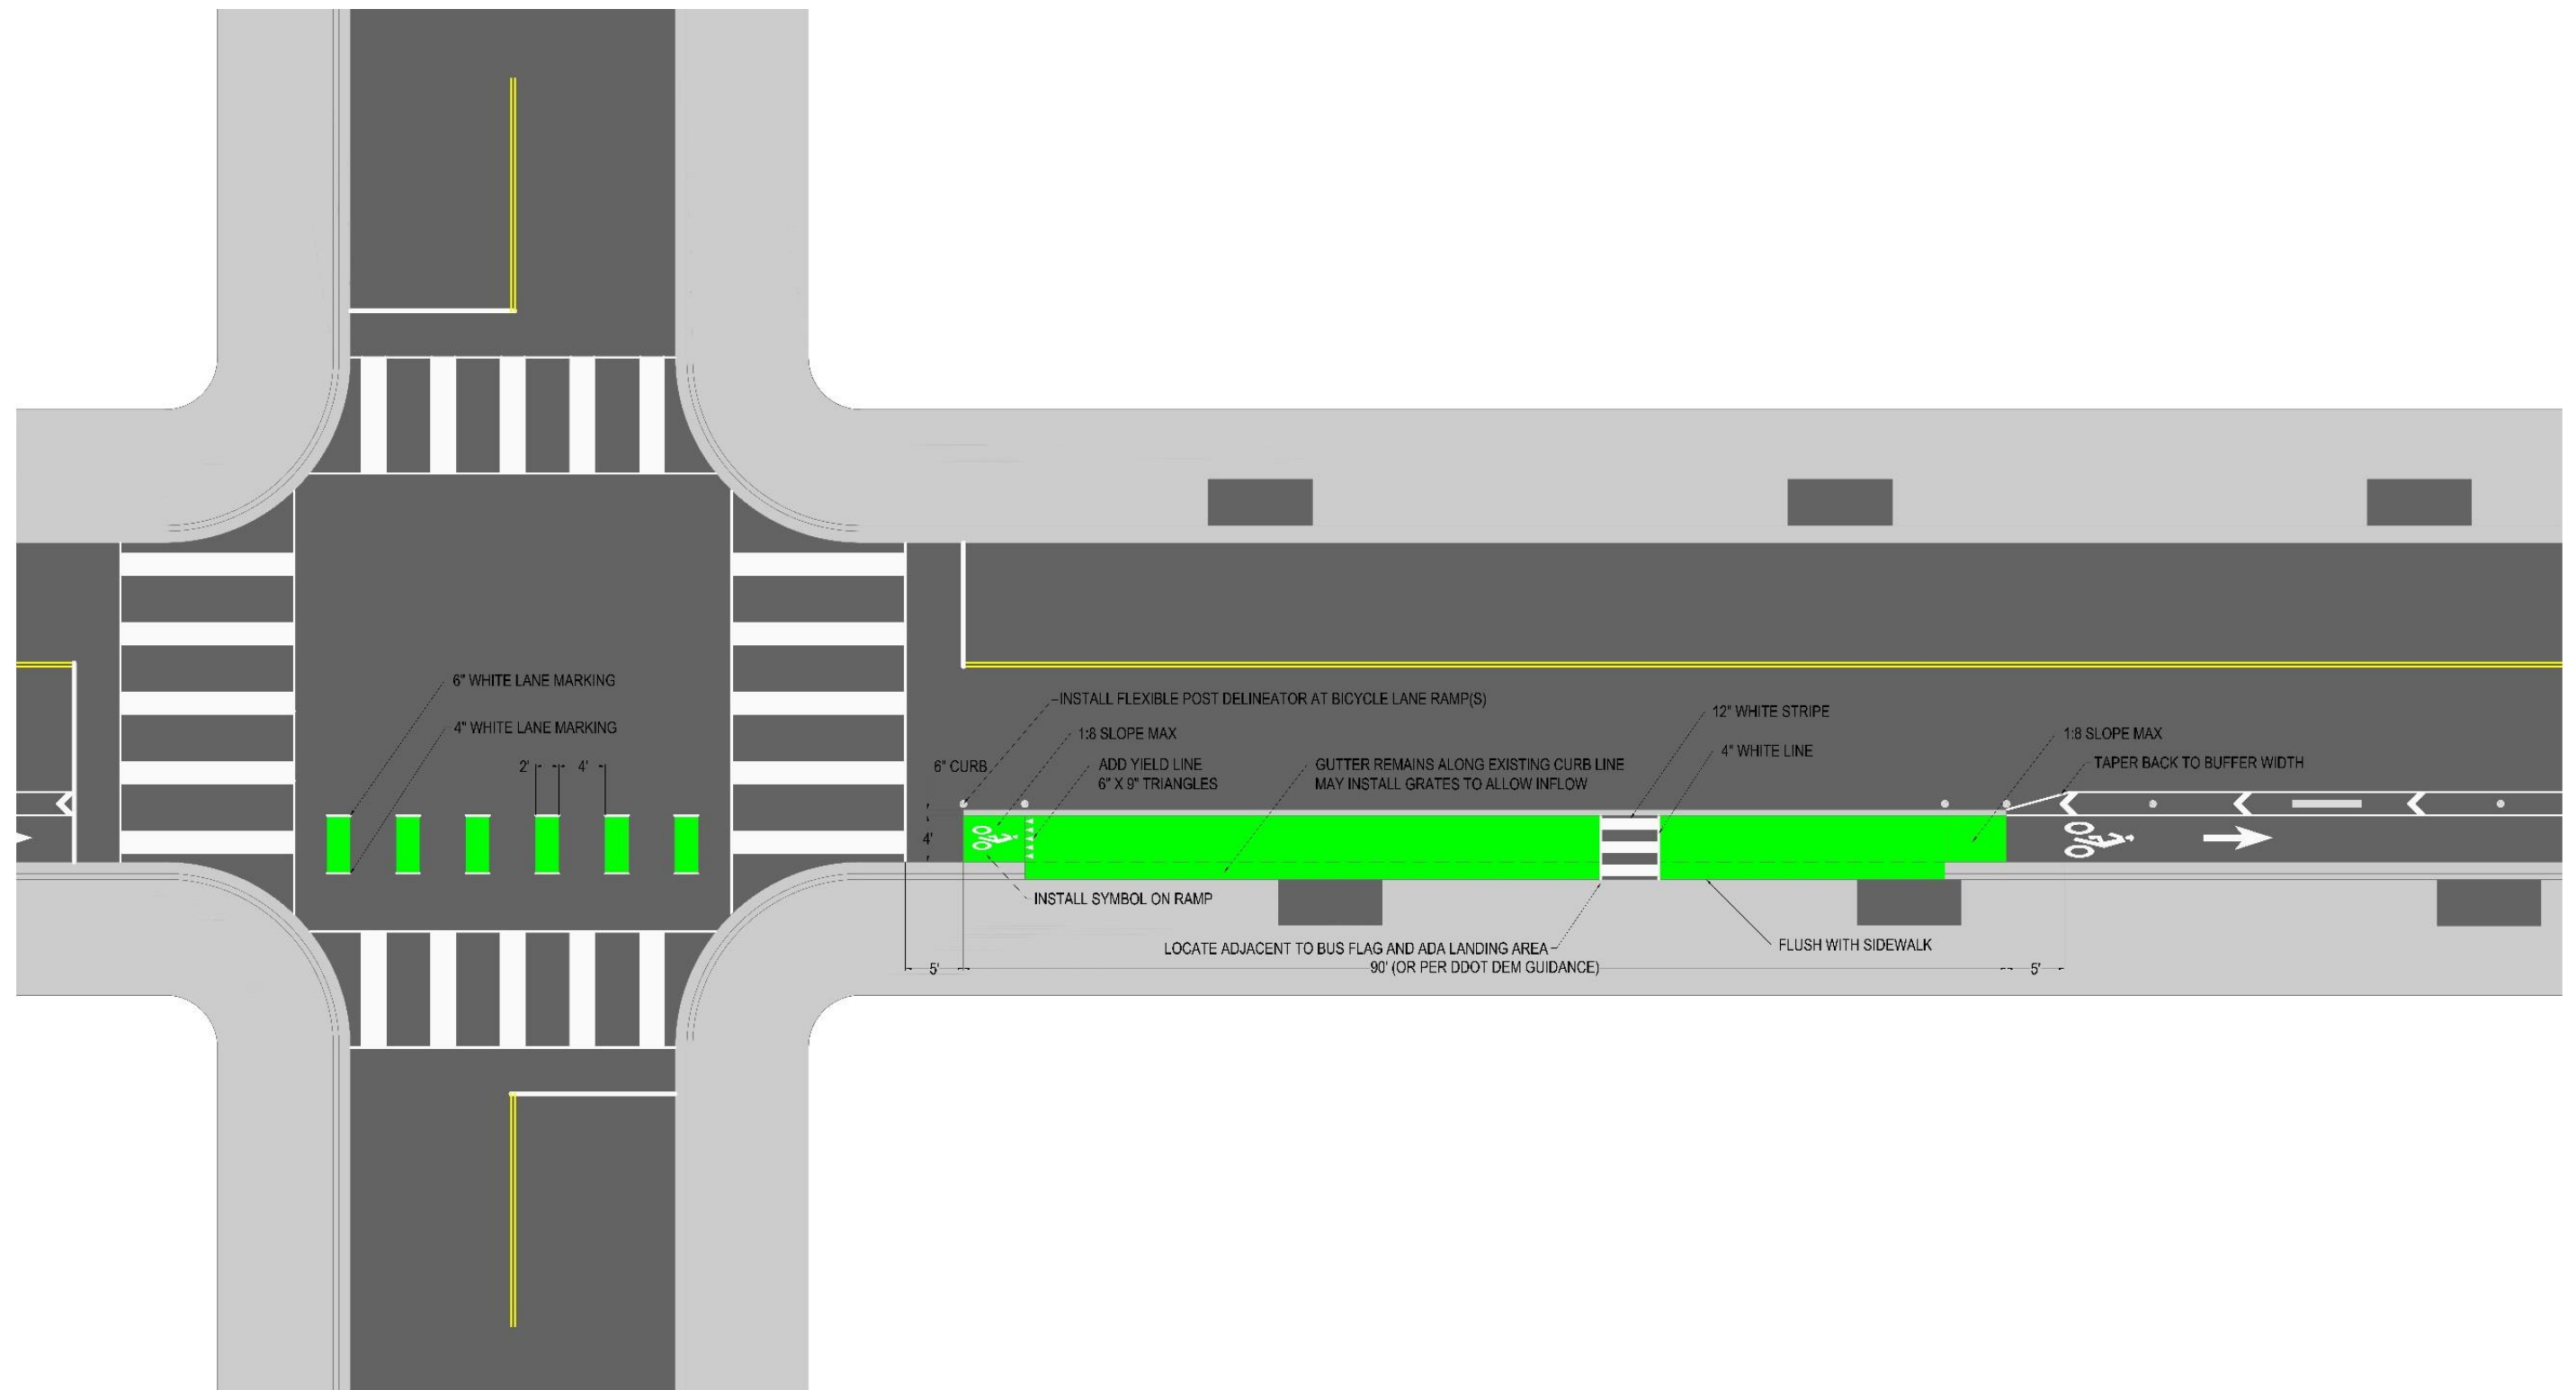 6" WHITE LANE MARKING
4" WHITE LANE MARKING
2'
4'
INSTALL FLEXIBLE POST DELINEATOR AT BICYCLE LANE RAMP(S)
1:8 SLOPE MAX
6" CURB
ADD YIELD LINE
6" X 9" TRIANGLES
GUTTER REMAINS ALONG EXISTING CURB LINE
MAY INSTALL GRATES TO ALLOW INFLOW
12" WHITE STRIPE
4" WHITE LINE
1:8 SLOPE MAX
TAPER BACK TO BUFFER WIDTH
4'
INSTALL SYMBOL ON RAMP
LOCATE ADJACENT TO BUS FLAG AND ADA LANDING AREA
FLUSH WITH SIDEWALK
5'
90' (OR PER DDOT DEM GUIDANCE)
5'